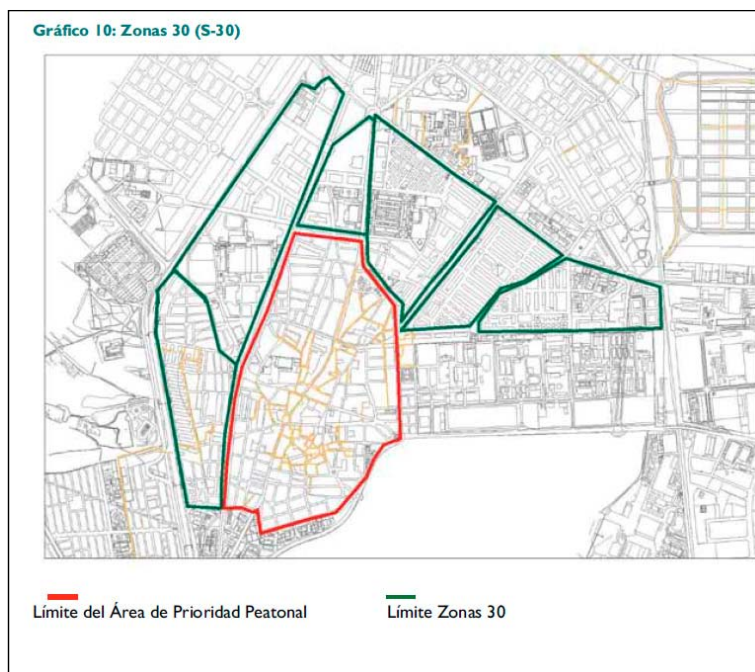 Gráfico 10: Zonas 30 (S-30)
Límite del Área de Prioridad Peatonal
Límite Zonas 30